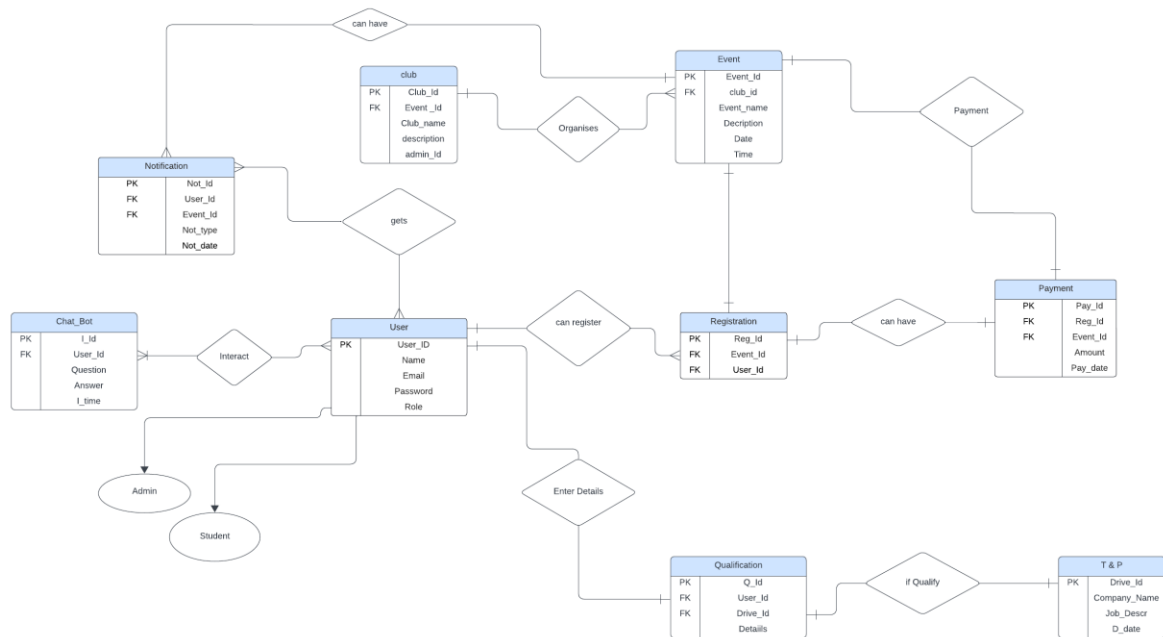 can have
Event
PK Event_Id
FK club_id
Event_name
Decription
Date
Time
club
PK Club_Id
FK Event _Id
Club_name
description
admin_Id
Organises
Payment
Notification
PK Not_Id
FK User_Id
FK Event_Id
Not_type
Not_date
gets
Chat_Bot
PK I_Id
FK User_Id
Question
Answer
I_time
Interact
User
PK User_ID
Name
Email
Password
Role
can register
Registration
PK Reg_Id
FK Event_Id
FK User_Id
can have
Payment
PK Pay_Id
FK Reg_Id
FK Event_Id
Amount
Pay_date
Admin
Student
Enter Details
Qualification
PK Q_Id
FK User_Id
FK Drive_Id
Detaiils
if Qualify
T & P
PK Drive_Id
Company_Name
Job_Descr
D_date